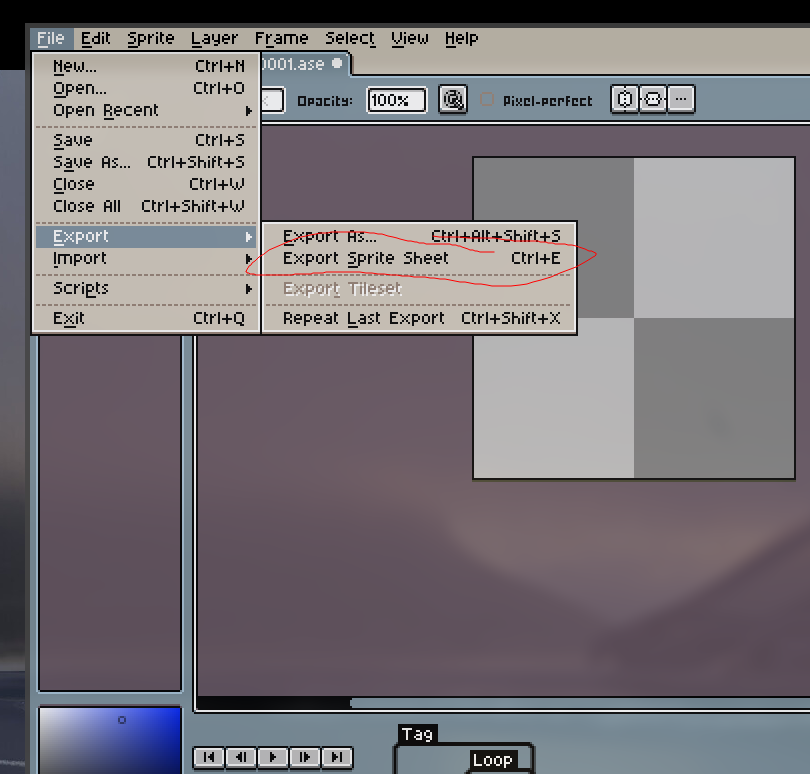 File Edit Sprite Layer Frame Select View Help
0001.ase
New... Ctrl+N
Open... Ctrl+O
Open Recent
Opacity: 100% Pixel-perfect
Save Ctrl+S
Save As... Ctrl+Shift+S
Close Ctrl+W
Close All Ctrl+Shift+W
Export
Import
Scripts
Exit Ctrl+Q
Export As... Ctrl+Alt+Shift+S
Export Sprite Sheet Ctrl+E
Export Tileset
Repeat Last Export Ctrl+Shift+X
Tag
Loop